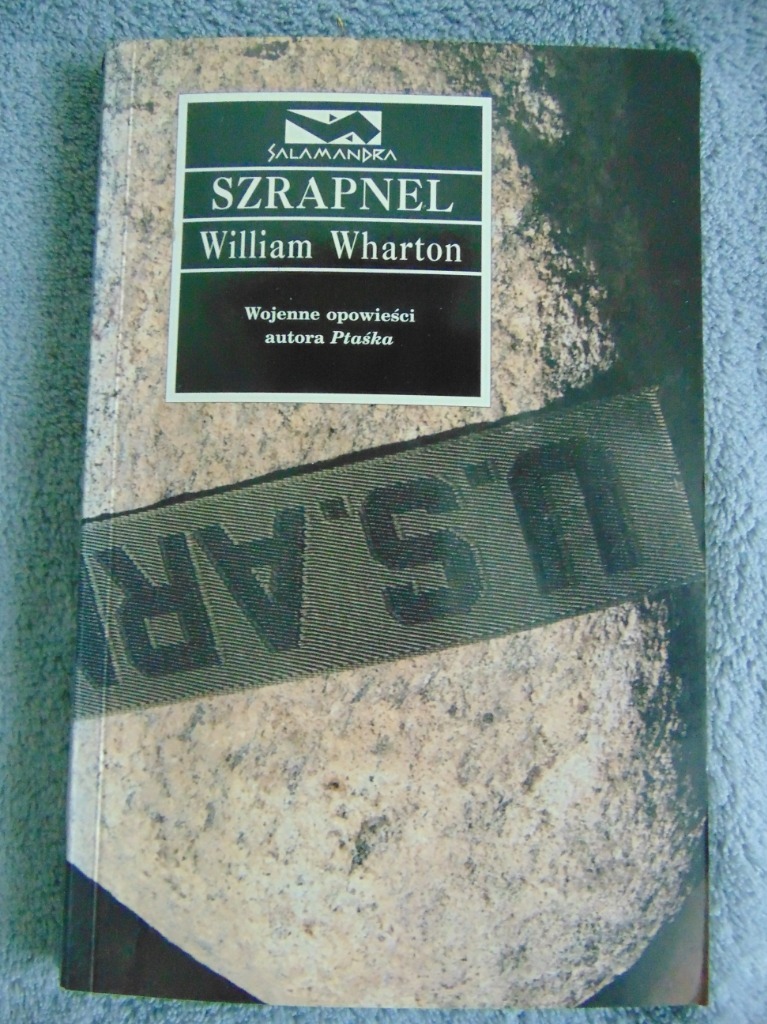 SALAMANDRA
SZRAPNEL
William Wharton
Wojenne opowieści
autora Ptaśka
U.S. AR